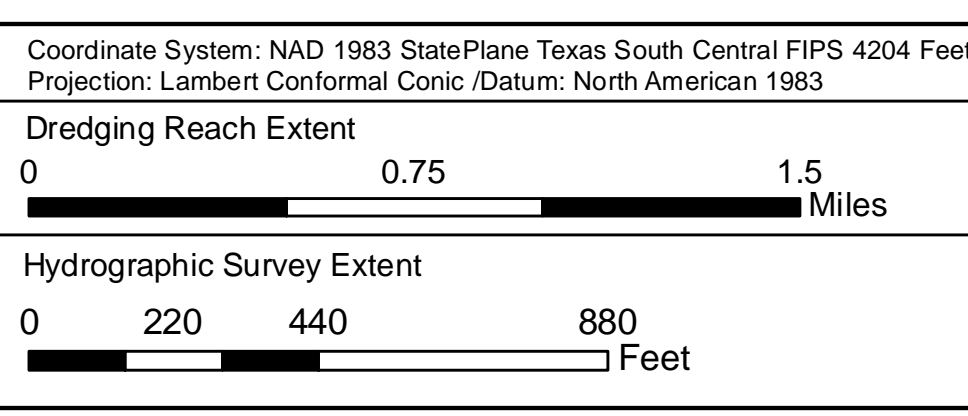 Coordinate System: NAD 1983 StatePlane Texas South Central FIPS 4204 Feet
Projection: Lambert Conformal Conic /Datum: North American 1983
Dredging Reach Extent
0 0.75 1.5
Miles
Hydrographic Survey Extent
0 220 440 880
Feet